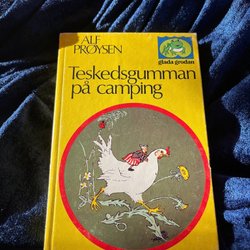 ALF
PRØYSEN
glada grodan
Teskedsgumman
på camping